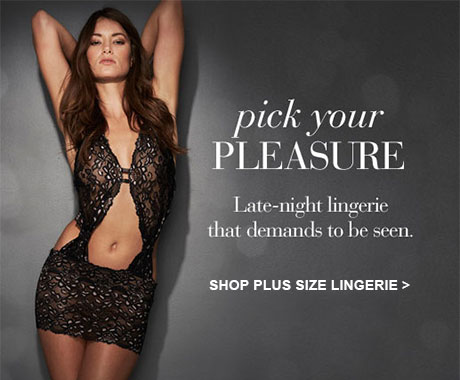 pick your
PLEASURE
Late-night lingerie
that demands to be seen.
SHOP PLUS SIZE LINGERIE >